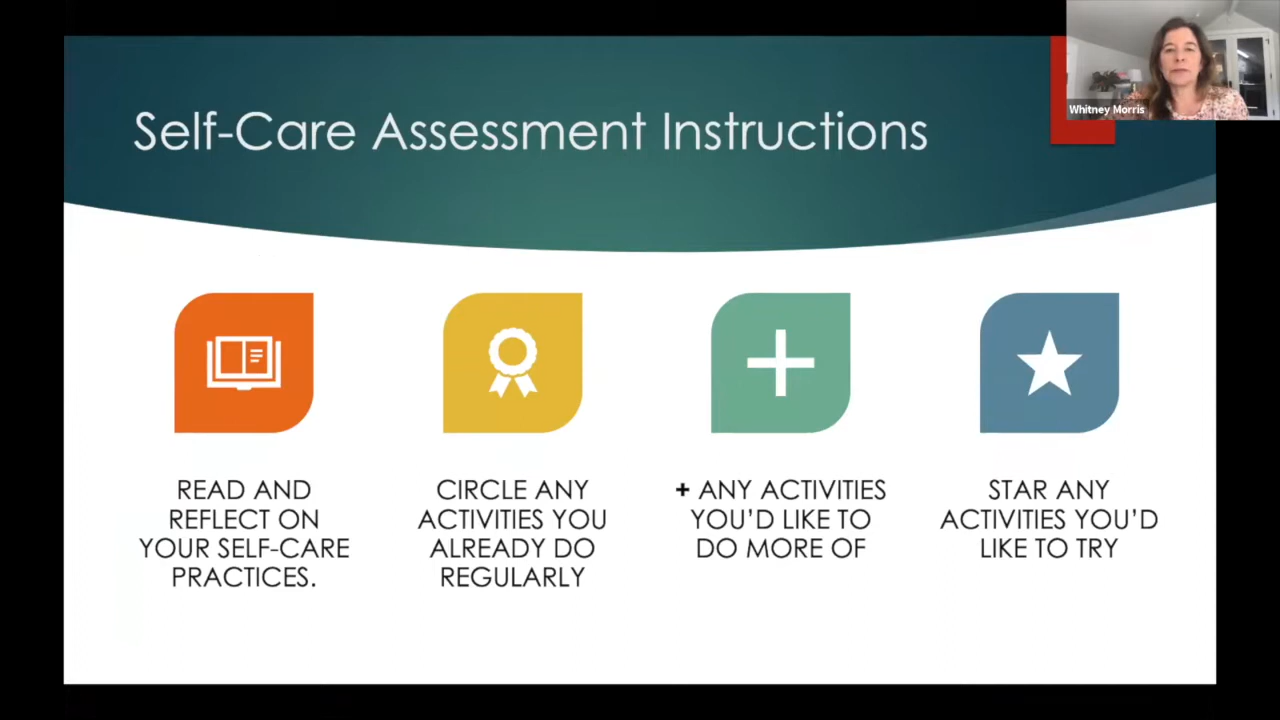 Whitney Morris
Self-Care Assessment Instructions
READ AND
REFLECT ON
YOUR SELF-CARE
PRACTICES.
CIRCLE ANY
ACTIVITIES YOU
ALREADY DO
REGULARLY
+ ANY ACTIVITIES
YOU’D LIKE TO
DO MORE OF
STAR ANY
ACTIVITIES YOU’D
LIKE TO TRY